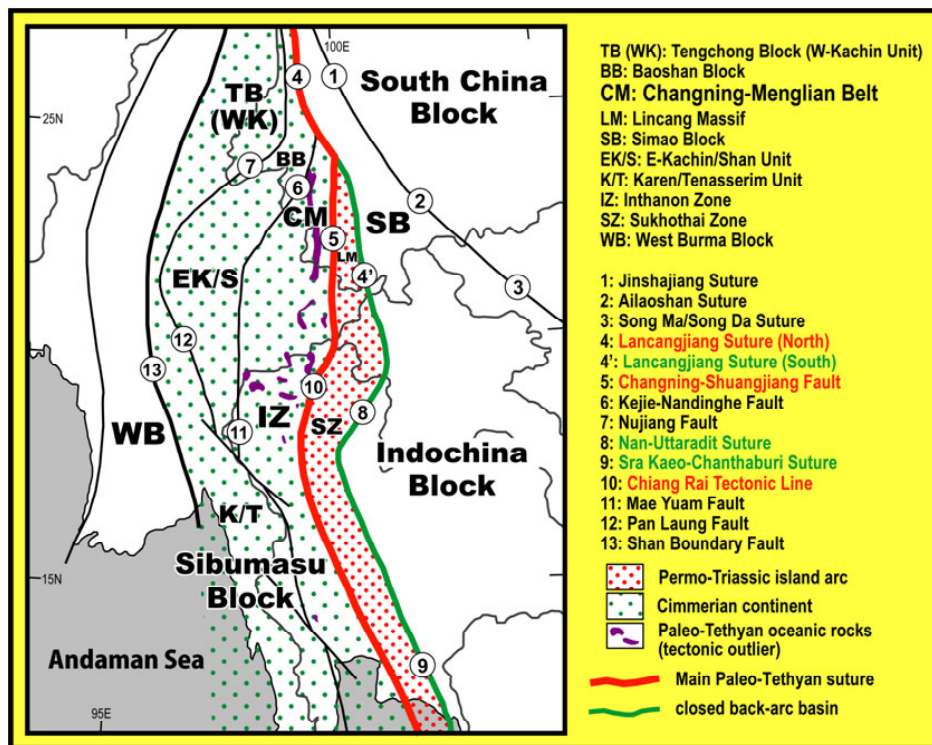 100E
South China
Block
TB
(WK)
25N
4
1
7
BB
6
2
CM
SB
5
LM
4'
3
EK/S
12
13
10
8
IZ
SZ
11
WB
Indochina
Block
K/T
Sibumasu
Block
15N
Andaman Sea
9
95E
TB (WK): Tengchong Block (W-Kachin Unit)
BB: Baoshan Block
CM: Changning-Menglian Belt
LM: Lincang Massif
SB: Simao Block
EK/S: E-Kachin/Shan Unit
K/T: Karen/Tenasserim Unit
IZ: Inthanon Zone
SZ: Sukhothai Zone
WB: West Burma Block
1: Jinshajiang Suture
2: Ailaoshan Suture
3: Song Ma/Song Da Suture
4: Lancangjiang Suture (North)
4': Lancangjiang Suture (South)
5: Changning-Shuangjiang Fault
6: Kejie-Nandinghe Fault
7: Nujiang Fault
8: Nan-Uttaradit Suture
9: Sra Kaeo-Chanthaburi Suture
10: Chiang Rai Tectonic Line
11: Mae Yuam Fault
12: Pan Laung Fault
13: Shan Boundary Fault
Permo-Triassic island arc
Cimmerian continent
Paleo-Tethyan oceanic rocks
(tectonic outlier)
Main Paleo-Tethyan suture
closed back-arc basin